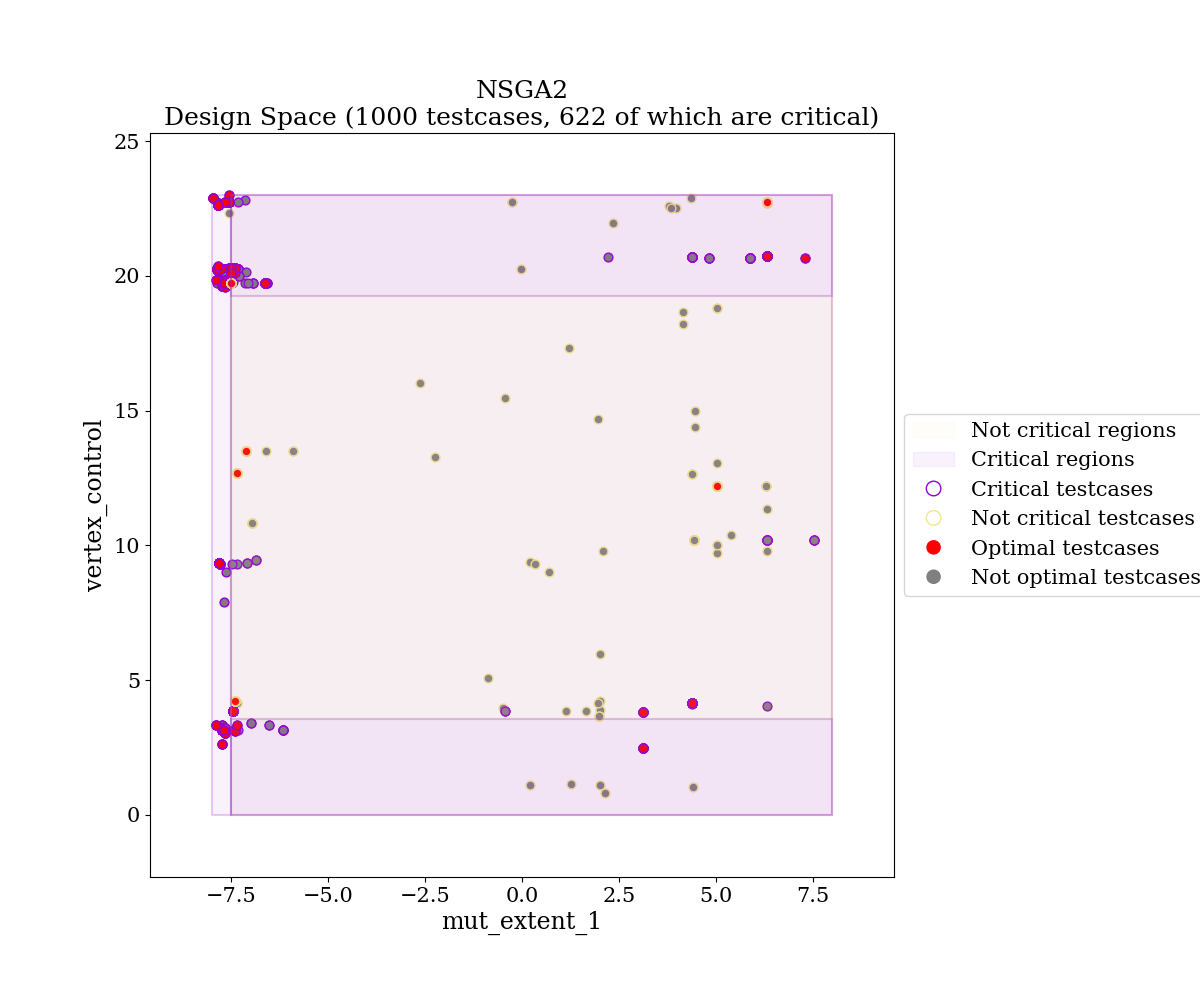 NSGA2
Design Space (1000 testcases, 622 of which are critical)
25
20
15
10
5
0
vertex_control
−7.5
−5.0
−2.5
0.0
2.5
5.0
7.5
mut_extent_1
Not critical regions
Critical regions
Critical testcases
Not critical testcases
Optimal testcases
Not optimal testcases